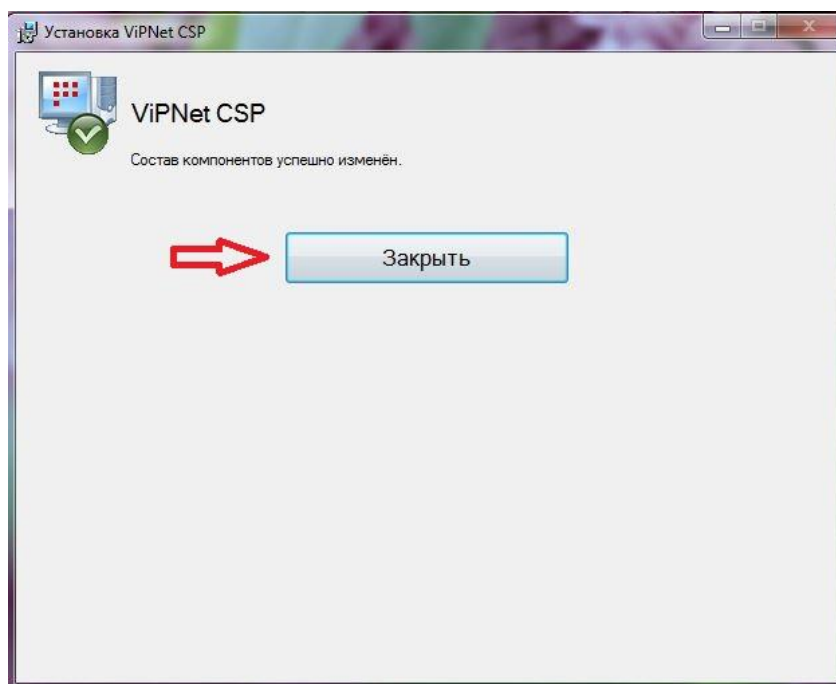 Установка ViPNet CSP
ViPNet CSP
Состав компонентов успешно изменён.
Закрыть